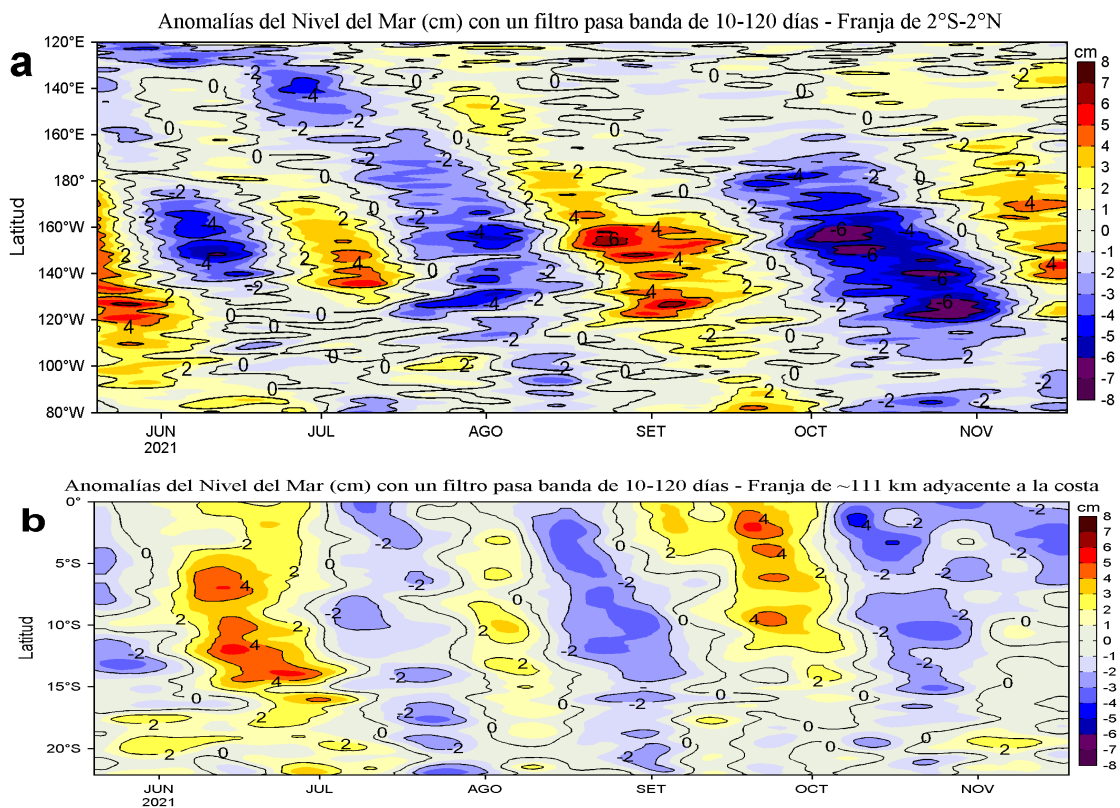 Anomalías del Nivel del Mar (cm) con un filtro pasa banda de 10-120 días - Franja de 2°S-2°N
a
cm
120°E
140°E
160°E
180°
160°W
140°W
120°W
100°W
80°W
Latitud
JUN
2021
JUL
AGO
SET
OCT
NOV
8
7
6
5
4
3
2
1
0
-1
-2
-3
-4
-5
-6
-7
-8
Anomalías del Nivel del Mar (cm) con un filtro pasa banda de 10-120 días - Franja de ~111 km adyacente a la costa
b
cm
0°
5°S
10°S
15°S
20°S
Latitud
JUN
2021
JUL
AGO
SET
OCT
NOV
8
7
6
5
4
3
2
1
0
-1
-2
-3
-4
-5
-6
-7
-8